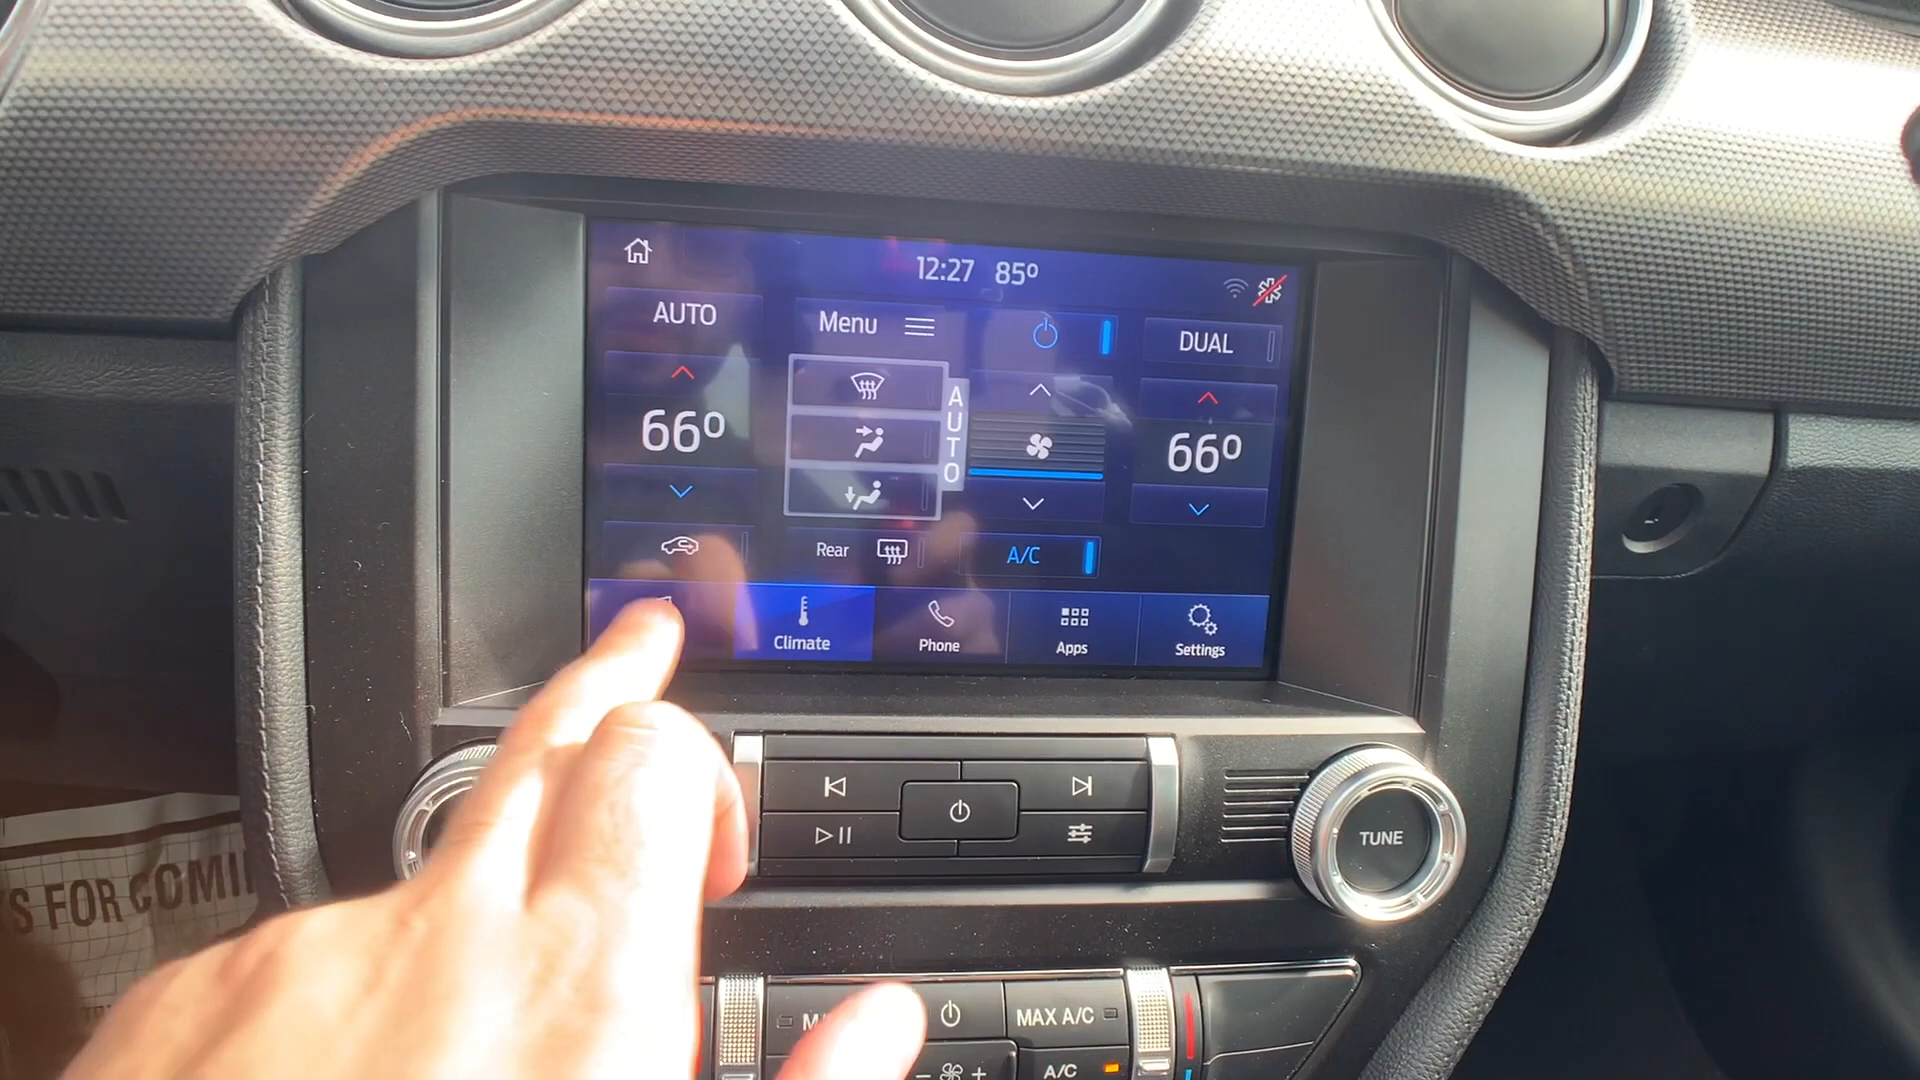 12:27 85º
AUTO
Menu
DUAL
66º
AUTO
66º
Rear
A/C
Climate
Phone
Apps
Settings
TUNE
S FOR COMI
MAX A/C
- +
A/C